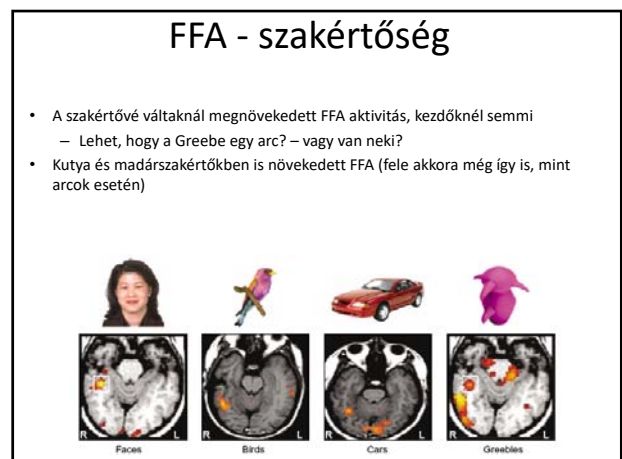 FFA - szakértőség
• A szakértővé váltaknál megnövekedett FFA aktivitás, kezdőknél semmi
– Lehet, hogy a Greebe egy arc? – vagy van neki?
• Kutya és madárszakértőkben is növekedett FFA (fele akkora még így is, mint
arcok esetén)
R L R L R L R L
Faces Birds Cars Greebles